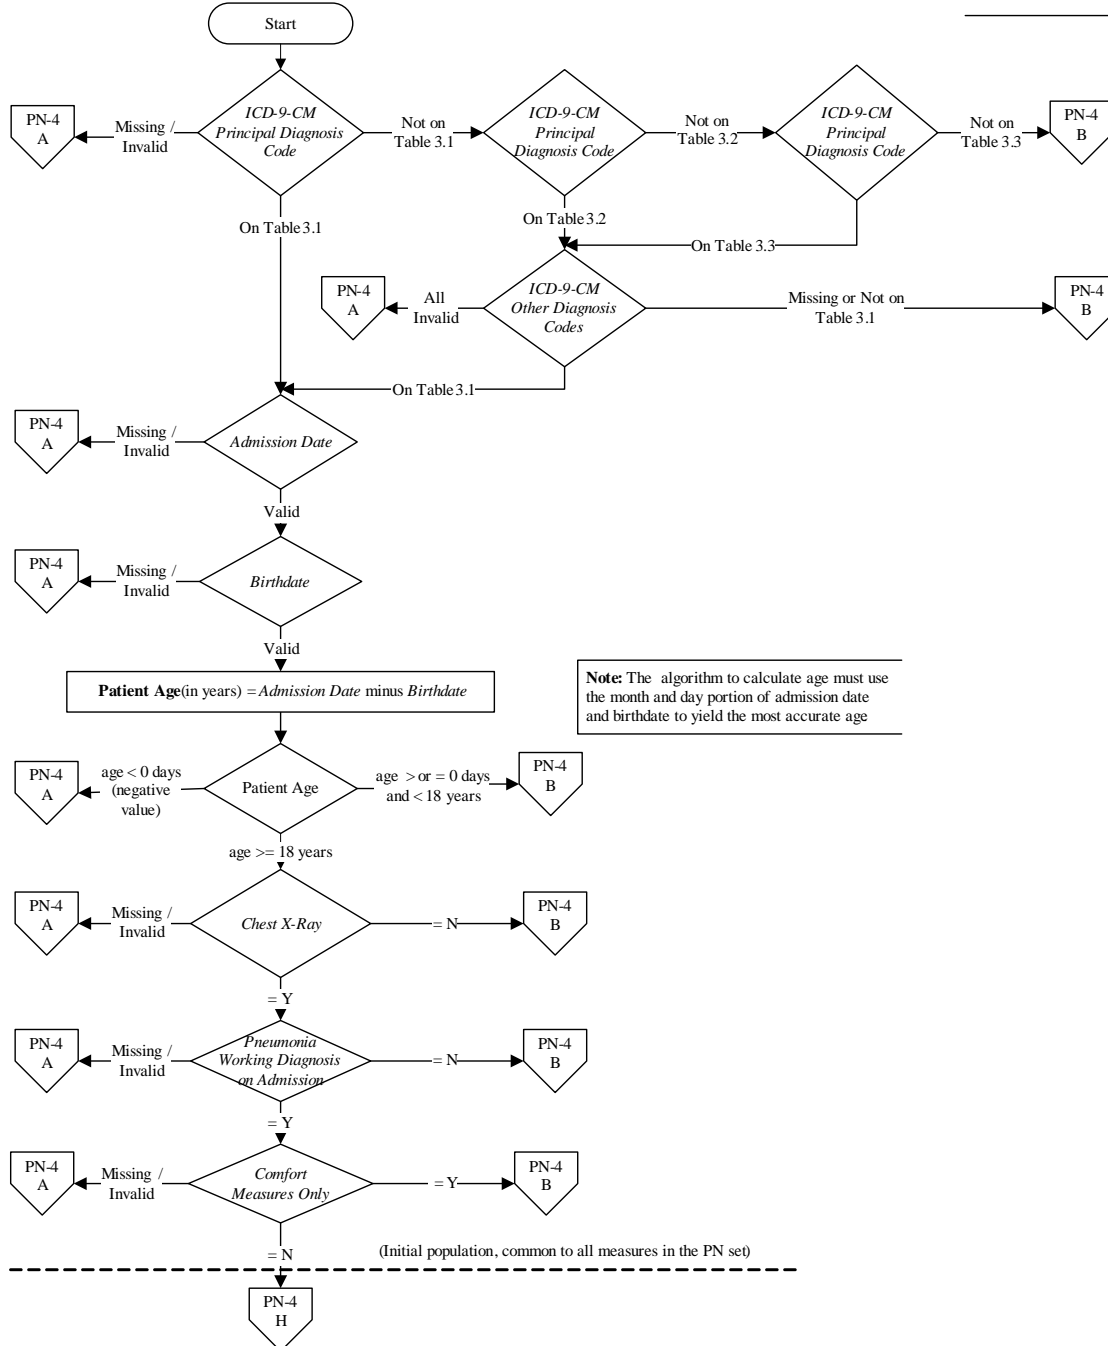 Start
PN-4
A
Missing /
Invalid
ICD-9-CM
Principal Diagnosis
Code
Not on
Table 3.1
ICD-9-CM
Principal
Diagnosis Code
Not on
Table 3.2
ICD-9-CM
Principal
Diagnosis Code
Not on
Table 3.3
PN-4
B
On Table 3.1
On Table 3.2
On Table 3.3
PN-4
A
All
Invalid
ICD-9-CM
Other Diagnosis
Codes
Missing or Not on
Table 3.1
PN-4
B
On Table 3.1
PN-4
A
Missing /
Invalid
Admission Date
Valid
PN-4
A
Missing /
Invalid
Birthdate
Valid
Patient Age(in years) = Admission Date minus Birthdate
Note: The algorithm to calculate age must use
the month and day portion of admission date
and birthdate to yield the most accurate age
PN-4
A
age < 0 days
(negative
value)
Patient Age
age > or = 0 days
and < 18 years
PN-4
B
age >= 18 years
PN-4
A
Missing /
Invalid
Chest X-Ray
= N
PN-4
B
= Y
PN-4
A
Missing /
Invalid
Pneumonia
Working Diagnosis
on Admission
= N
PN-4
B
= Y
PN-4
A
Missing /
Invalid
Comfort
Measures Only
= Y
PN-4
B
= N
(Initial population, common to all measures in the PN set)
PN-4
H